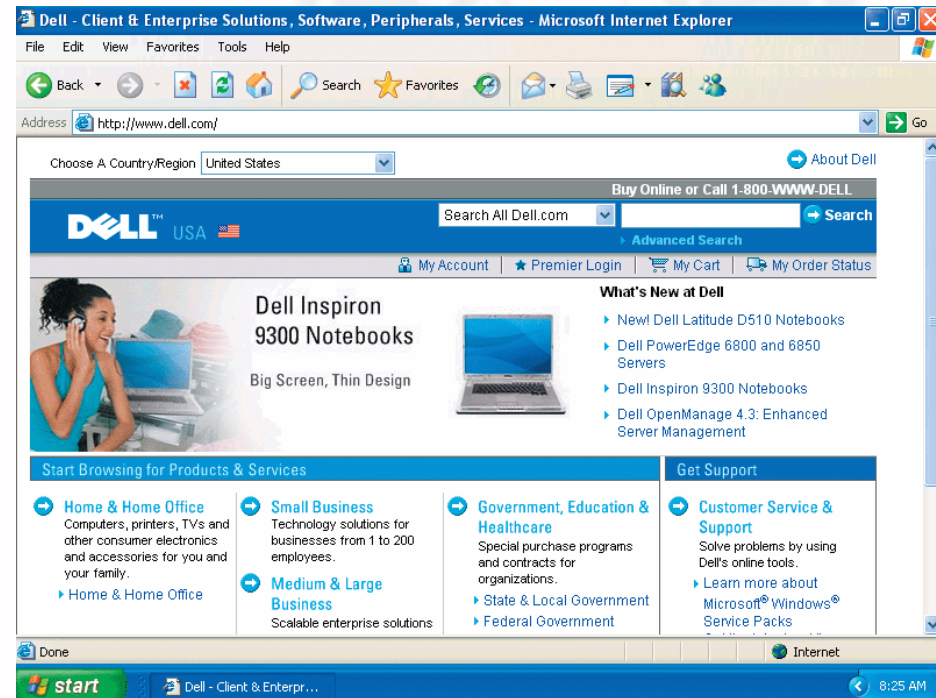 Dell - Client & Enterprise Solutions, Software, Peripherals, Services - Microsoft Internet Explorer
File Edit View Favorites Tools Help
Back Search Favorites
Address http://www.dell.com/ Go
Choose A Country/Region United States About Dell
Buy Online or Call 1-800-WWW-DELL
DELL™ USA Search All Dell.com Search
Advanced Search
My Account | Premier Login | My Cart | My Order Status
Dell Inspiron
9300 Notebooks
Big Screen, Thin Design
What's New at Dell
New! Dell Latitude D510 Notebooks
Dell PowerEdge 6800 and 6850
Servers
Dell Inspiron 9300 Notebooks
Dell OpenManage 4.3: Enhanced
Server Management
Start Browsing for Products & Services
Home & Home Office
Computers, printers, TVs and
other consumer electronics
and accessories for you and
your family.
Home & Home Office
Small Business
Technology solutions for
businesses from 1 to 200
employees.
Medium & Large
Business
Scalable enterprise solutions
Government, Education &
Healthcare
Special purchase programs
and contracts for
organizations.
State & Local Government
Federal Government
Get Support
Customer Service &
Support
Solve problems by using
Dell's online tools.
Learn more about
Microsoft® Windows®
Service Packs
Done Internet
start Dell - Client & Enterpr... 8:25 AM